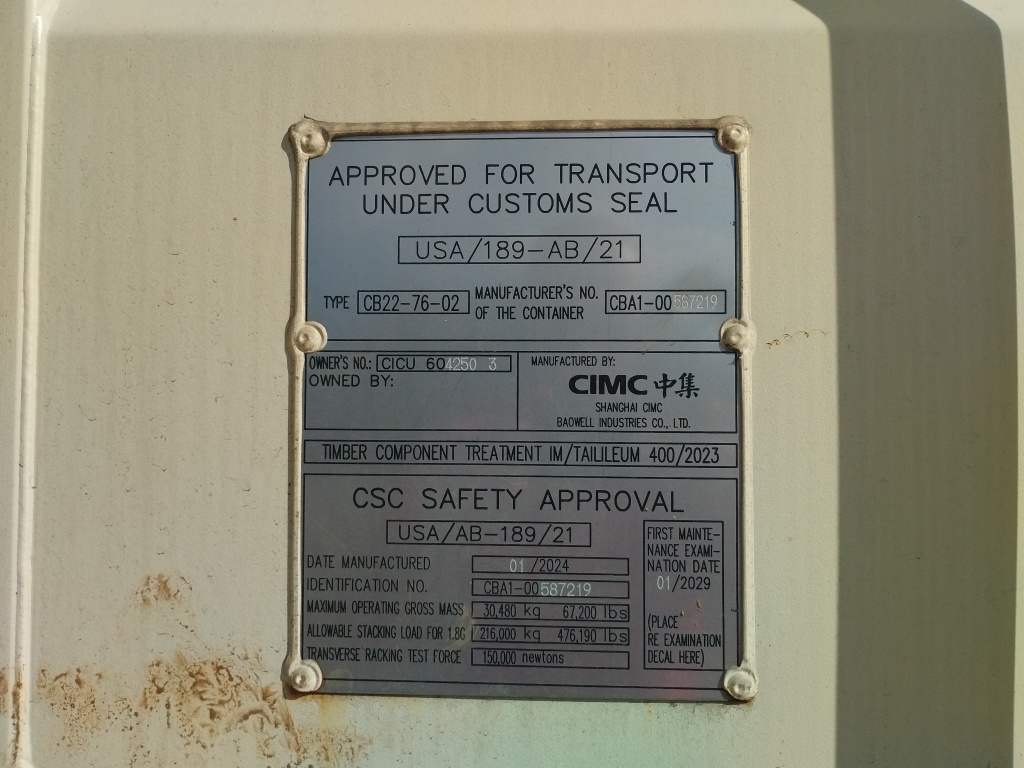 APPROVED FOR TRANSPORT
UNDER CUSTOMS SEAL
USA/189-AB/21
TYPE CB22-76-02 MANUFACTURER'S NO. OF THE CONTAINER CBA1-00587219
OWNER'S NO.: CICU 604250 3
OWNED BY:
MANUFACTURED BY:
CIMC 中集
SHANGHAI CIMC
BAOWELL INDUSTRIES CO., LTD.
TIMBER COMPONENT TREATMENT IM/TAILILEUM 400/2023
CSC SAFETY APPROVAL
USA/AB-189/21
DATE MANUFACTURED 01/2024
IDENTIFICATION NO. CBA1-00587219
MAXIMUM OPERATING GROSS MASS 30,480 kg 67,200 lbs
ALLOWABLE STACKING LOAD FOR 1.8G 216,000 kg 476,190 lbs
TRANSVERSE RACKING TEST FORCE 150,000 newtons
FIRST MAINTE-
NANCE EXAMI-
NATION DATE
01/2029
(PLACE
RE EXAMINATION
DECAL HERE)